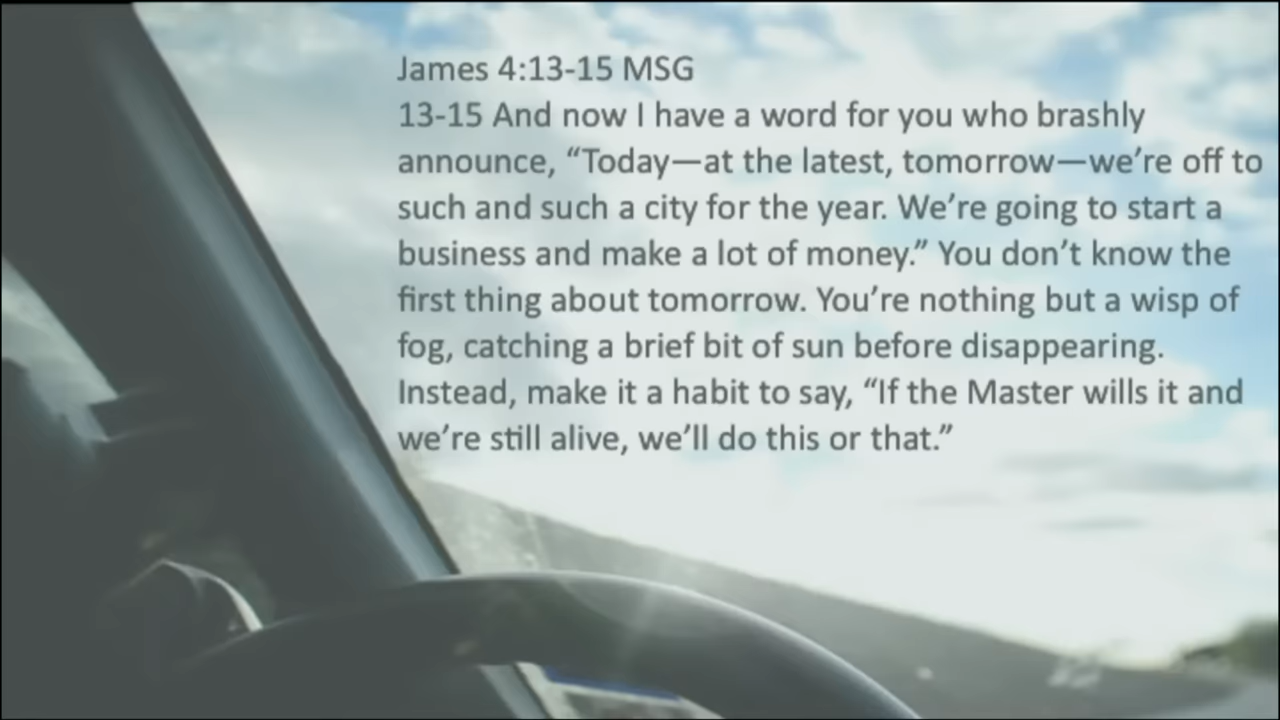 James 4:13-15 MSG
13-15 And now I have a word for you who brashly
announce, “Today—at the latest, tomorrow—we’re off to
such and such a city for the year. We’re going to start a
business and make a lot of money.” You don’t know the
first thing about tomorrow. You’re nothing but a wisp of
fog, catching a brief bit of sun before disappearing.
Instead, make it a habit to say, “If the Master wills it and
we’re still alive, we’ll do this or that.”